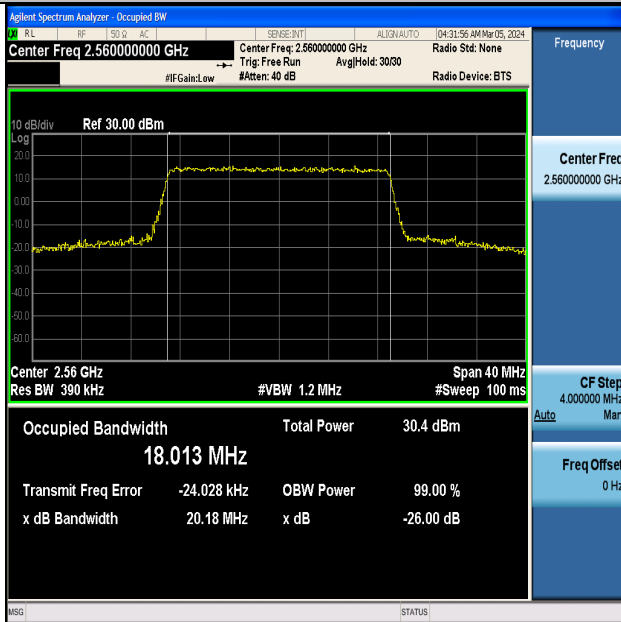 Agilent Spectrum Analyzer - Occupied BW
LXI RL RF 50 Ω AC SENSE:INT ALIGN AUTO 04:31:56 AM Mar 05, 2024
Center Freq 2.560000000 GHz
Center Freq: 2.560000000 GHz
Radio Std: None
Trig: Free Run Avg|Hold: 30/30
#IFGain:Low
#Atten: 40 dB
Radio Device: BTS
10 dB/div Ref 30.00 dBm
Log
20.0
10.0
0.00
-10.0
-20.0
-30.0
-40.0
-50.0
-60.0
Center 2.56 GHz Span 40 MHz
Res BW 390 kHz #VBW 1.2 MHz #Sweep 100 ms
Occupied Bandwidth Total Power 30.4 dBm
18.013 MHz
Transmit Freq Error -24.028 kHz OBW Power 99.00 %
x dB Bandwidth 20.18 MHz x dB -26.00 dB
Frequency
Center Freq
2.560000000 GHz
CF Step
4.000000 MHz
Auto Man
Freq Offset
0 Hz
MSG STATUS